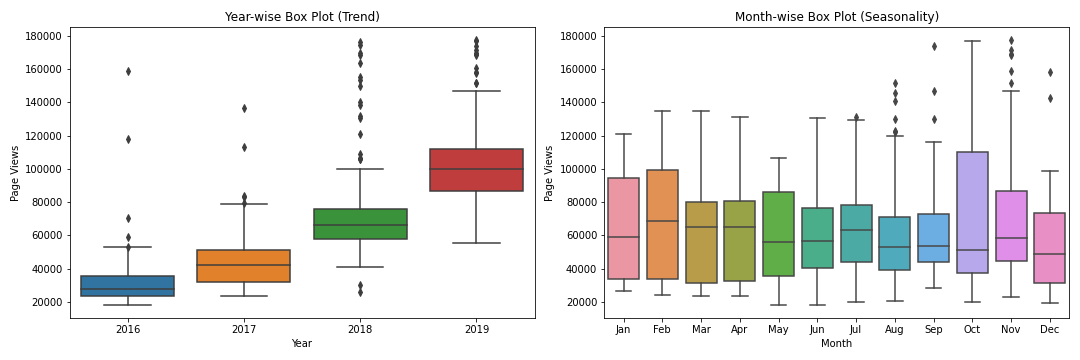 Year-wise Box Plot (Trend)
180000
160000
140000
120000
100000
80000
60000
40000
20000
Page Views
2016 2017 2018 2019
Year
Month-wise Box Plot (Seasonality)
180000
160000
140000
120000
100000
80000
60000
40000
20000
Page Views
Jan Feb Mar Apr May Jun Jul Aug Sep Oct Nov Dec
Month